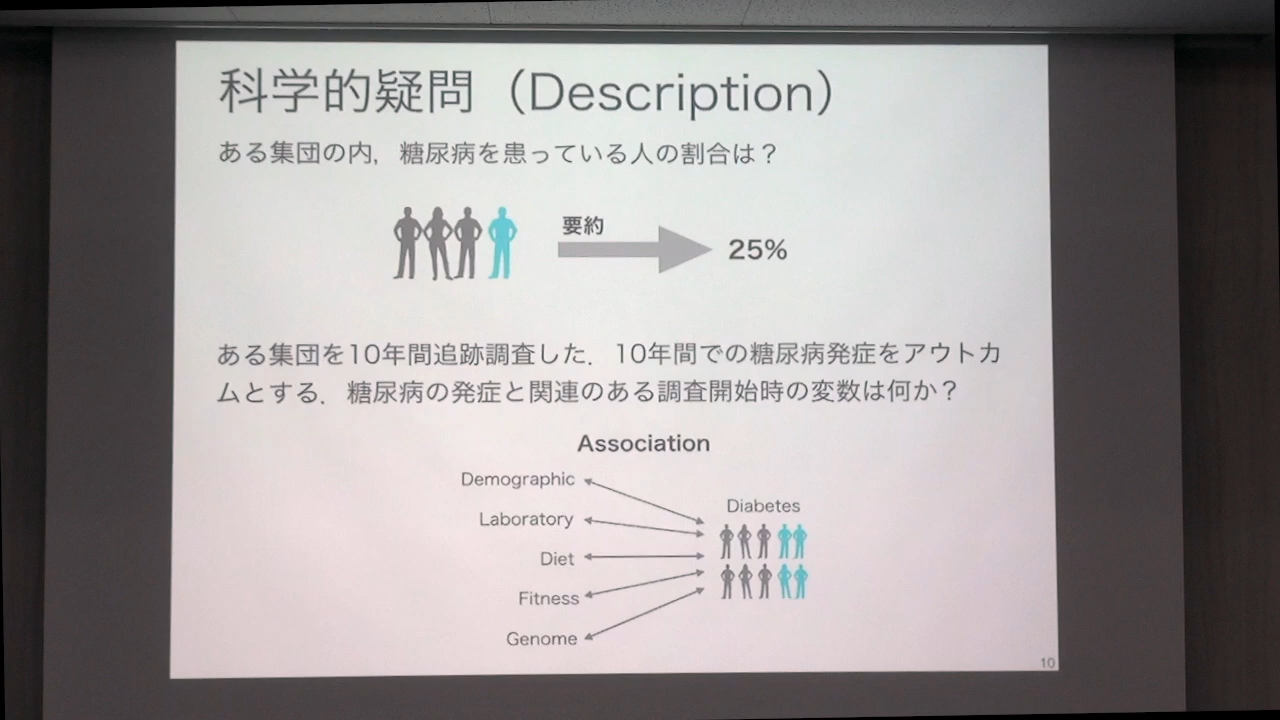 科学的疑問（Description）
ある集団の内，糖尿病を患っている人の割合は？
要約
25%
ある集団を10年間追跡調査した．10年間での糖尿病発症をアウトカ
ムとする．糖尿病の発症と関連のある調査開始時の変数は何か？
Association
Demographic
Diabetes
Laboratory
Diet
Fitness
Genome
10